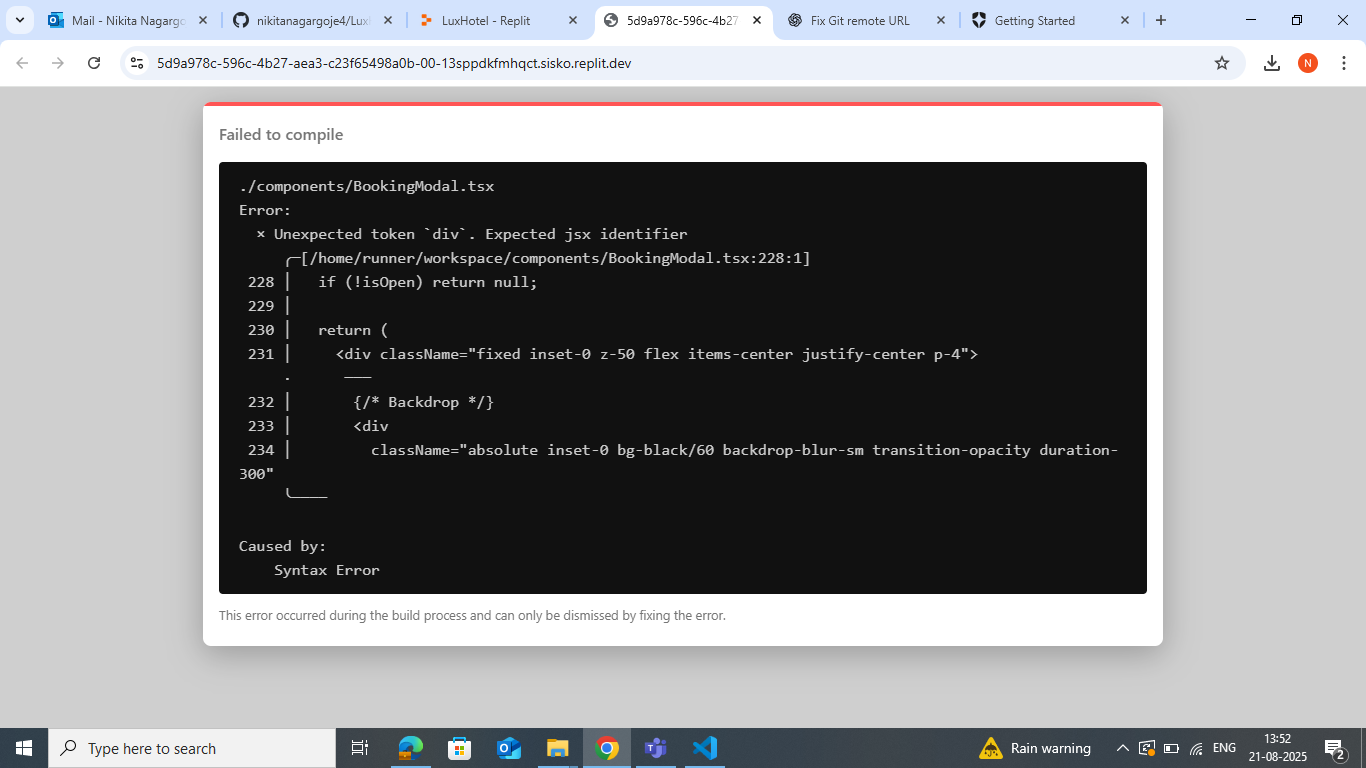 Mail - Nikita Nagargo
nikitanagargoje4/Lux
LuxHotel - Replit
5d9a978c-596c-4b27
Fix Git remote URL
Getting Started
5d9a978c-596c-4b27-aea3-c23f65498a0b-00-13sppdkfmhqct.sisko.replit.dev
N
Failed to compile
./components/BookingModal.tsx
Error:
× Unexpected token `div`. Expected jsx identifier
╭─[/home/runner/workspace/components/BookingModal.tsx:228:1]
228 │   if (!isOpen) return null;
229 │
230 │   return (
231 │     <div className="fixed inset-0 z-50 flex items-center justify-center p-4">
·      ───
232 │       {/* Backdrop */}
233 │       <div
234 │         className="absolute inset-0 bg-black/60 backdrop-blur-sm transition-opacity duration-
300"
╰────
Caused by:
Syntax Error
This error occurred during the build process and can only be dismissed by fixing the error.
Type here to search
Rain warning
ENG
13:52
21-08-2025
2